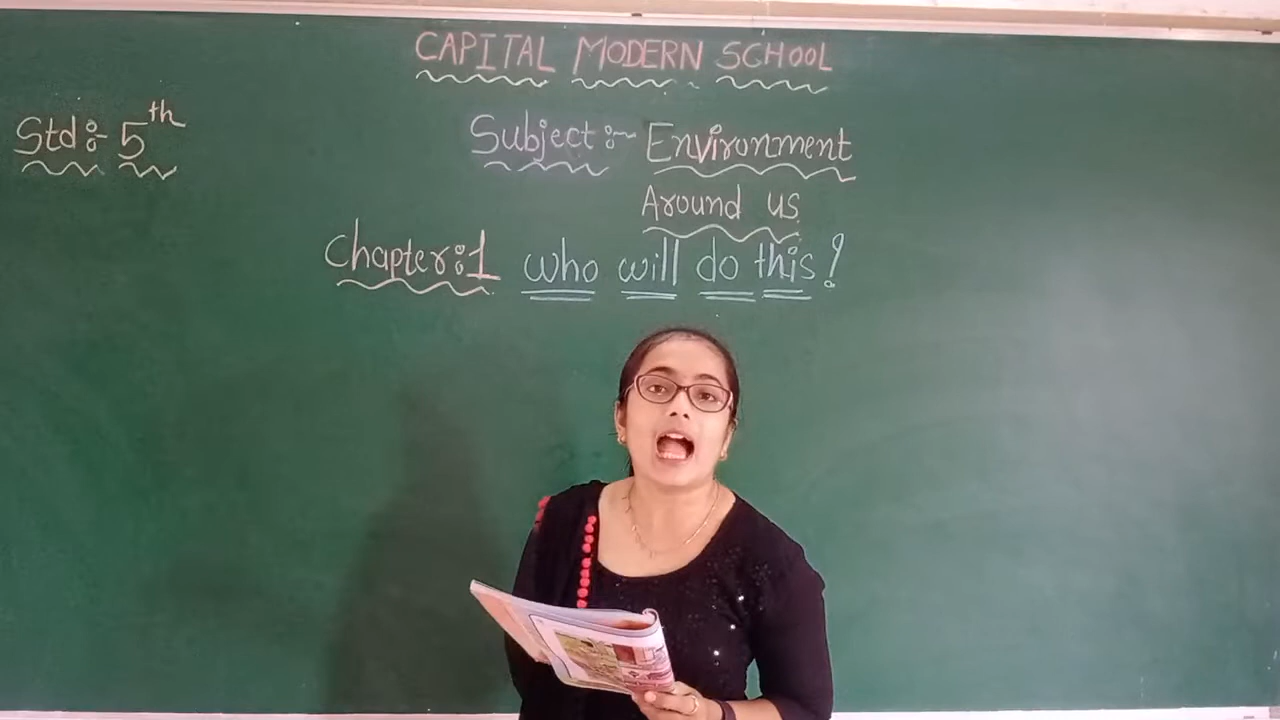 CAPITAL MODERN SCHOOL
Std:- 5th
Subject:- Environment
Around us
Chapter:1 who will do this!